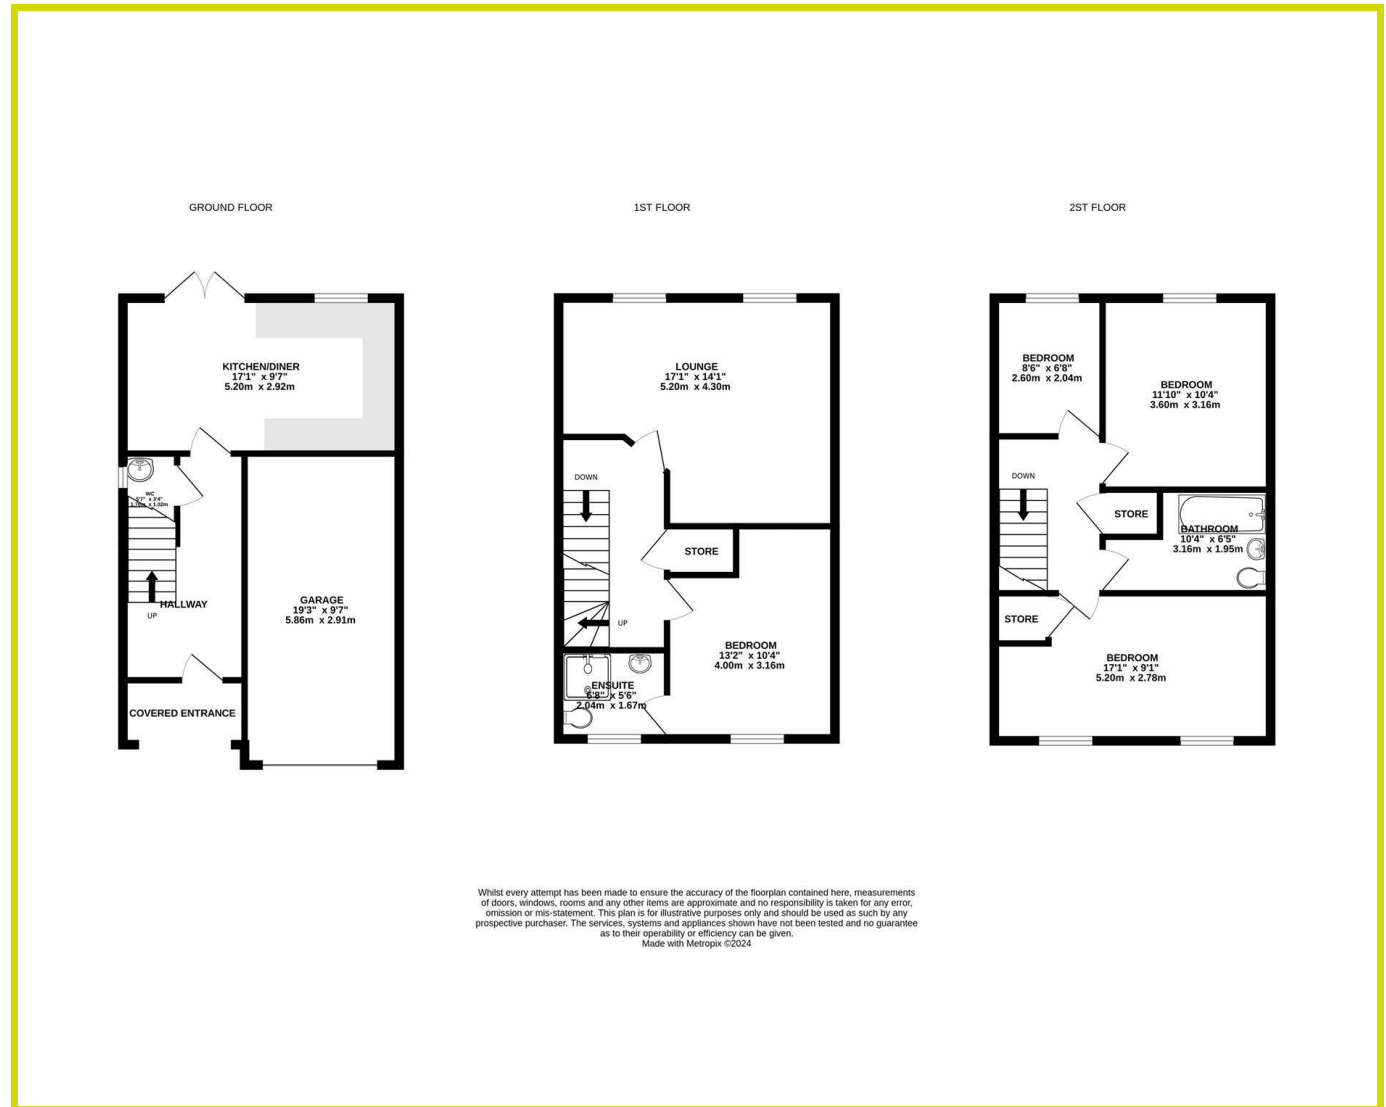 GROUND FLOOR
KITCHEN/DINER
17'1" x 9'7"
5.20m x 2.92m
WC
5'7" x 3'4"
1.70m x 1.02m
HALLWAY
UP
GARAGE
19'3" x 9'7"
5.86m x 2.91m
COVERED ENTRANCE
1ST FLOOR
LOUNGE
17'1" x 14'1"
5.20m x 4.30m
DOWN
STORE
UP
BEDROOM
13'2" x 10'4"
4.00m x 3.16m
ENSUITE
6'8" x 5'6"
2.04m x 1.67m
2ST FLOOR
BEDROOM
8'6" x 6'8"
2.60m x 2.04m
BEDROOM
11'10" x 10'4"
3.60m x 3.16m
DOWN
STORE
BATHROOM
10'4" x 6'5"
3.16m x 1.95m
STORE
BEDROOM
17'1" x 9'1"
5.20m x 2.78m
Whilst every attempt has been made to ensure the accuracy of the floorplan contained here, measurements
of doors, windows, rooms and any other items are approximate and no responsibility is taken for any error,
omission or mis-statement. This plan is for illustrative purposes only and should be used as such by any
prospective purchaser. The services, systems and appliances shown have not been tested and no guarantee
as to their operability or efficiency can be given.
Made with Metropix ©2024